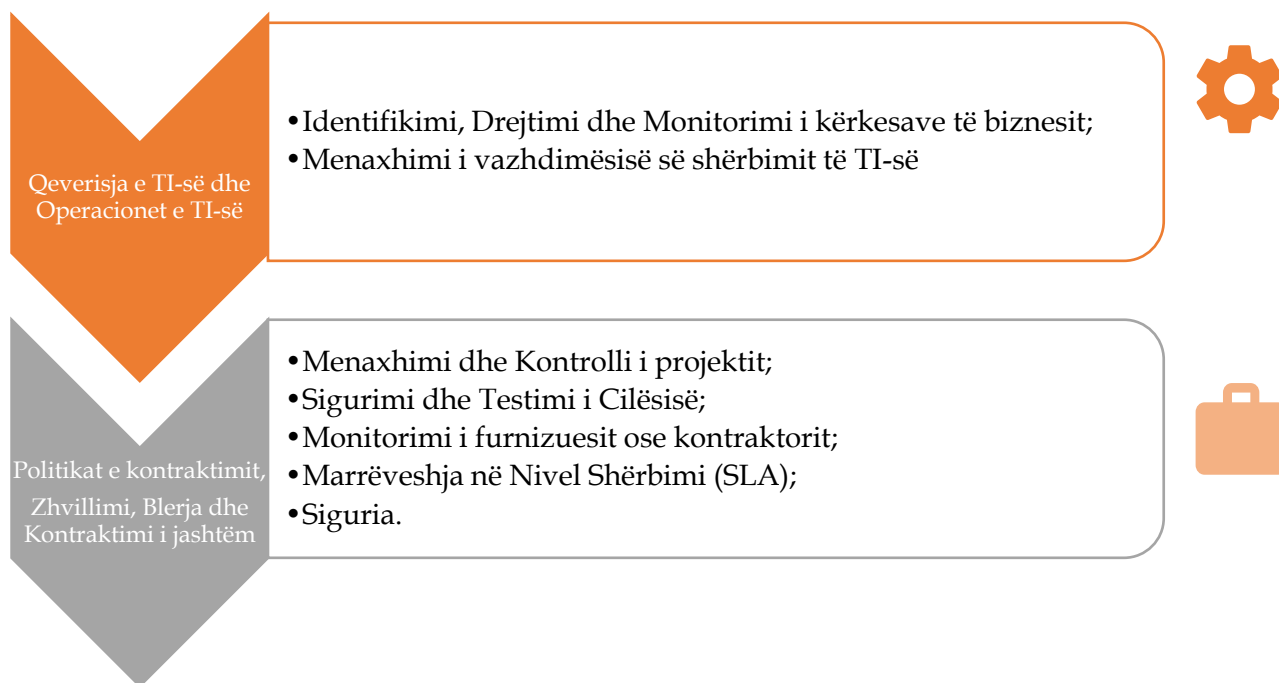 Qeverisja e TI-së dhe
Operacionet e TI-së
•Identifikimi, Drejtimi dhe Monitorimi i kërkesave të biznesit;
•Menaxhimi i vazhdimësisë së shërbimit të TI-së
Politikat e kontraktimit,
Zhvillimi, Blerja dhe
Kontraktimi i jashtëm
•Menaxhimi dhe Kontrolli i projektit;
•Sigurimi dhe Testimi i Cilësisë;
•Monitorimi i furnizuesit ose kontraktorit;
•Marrëveshja në Nivel Shërbimi (SLA);
•Siguria.